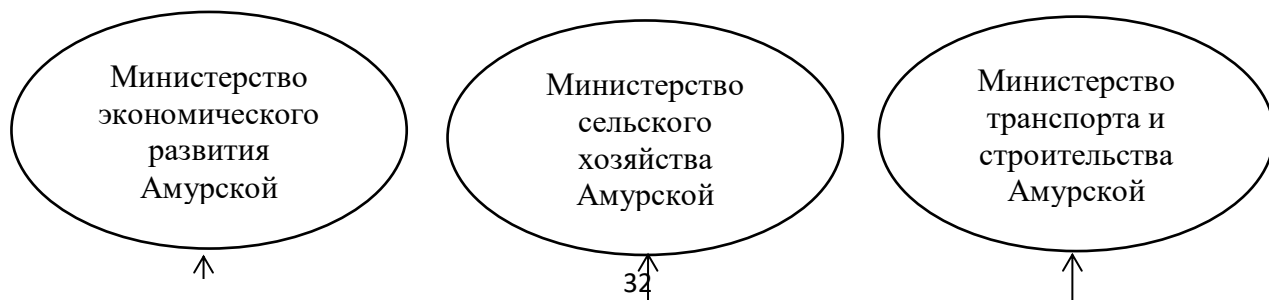 Министерство
экономического
развития
Амурской
Министерство
сельского
хозяйства
Амурской
Министерство
транспорта и
строительства
Амурской
32